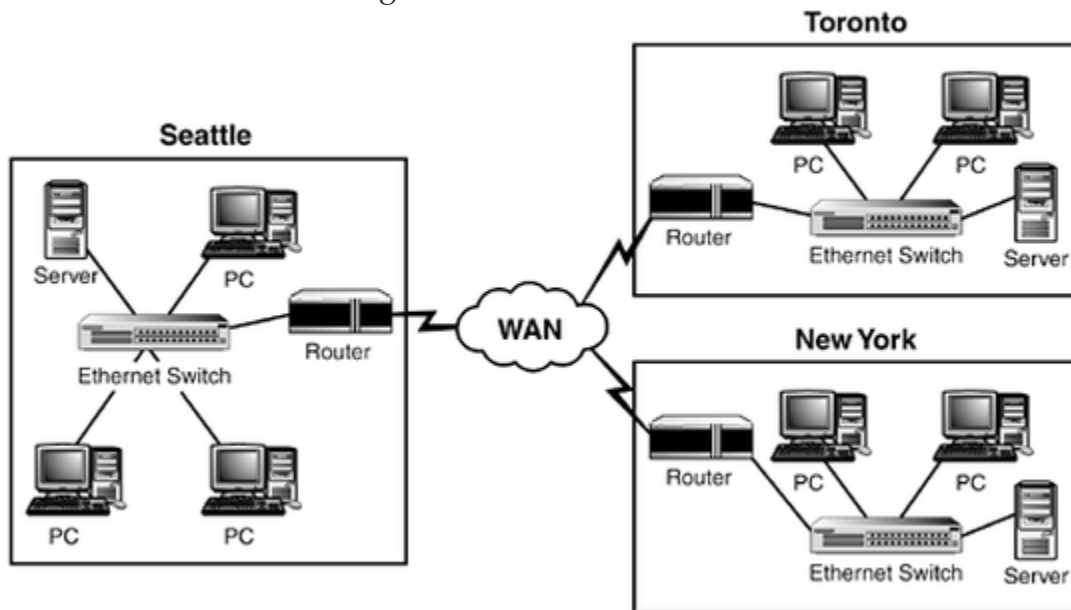 Seattle
Server
PC
Ethernet Switch
Router
PC
PC
WAN
Toronto
PC
PC
Router
Ethernet Switch
Server
New York
Router
PC
PC
Ethernet Switch
Server